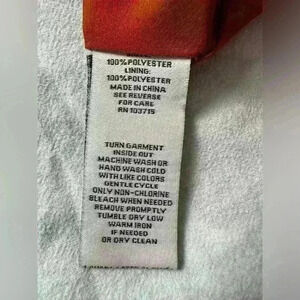 100% POLYESTER
LINING:
100% POLYESTER
MADE IN CHINA
SEE REVERSE
FOR CARE
RN 103715
TURN GARMENT
INSIDE OUT
MACHINE WASH OR
HAND WASH COLD
WITH LIKE COLORS
GENTLE CYCLE
ONLY NON-CHLORINE
BLEACH WHEN NEEDED
REMOVE PROMPTLY
TUMBLE DRY LOW
WARM IRON
IF NEEDED
OR DRY CLEAN